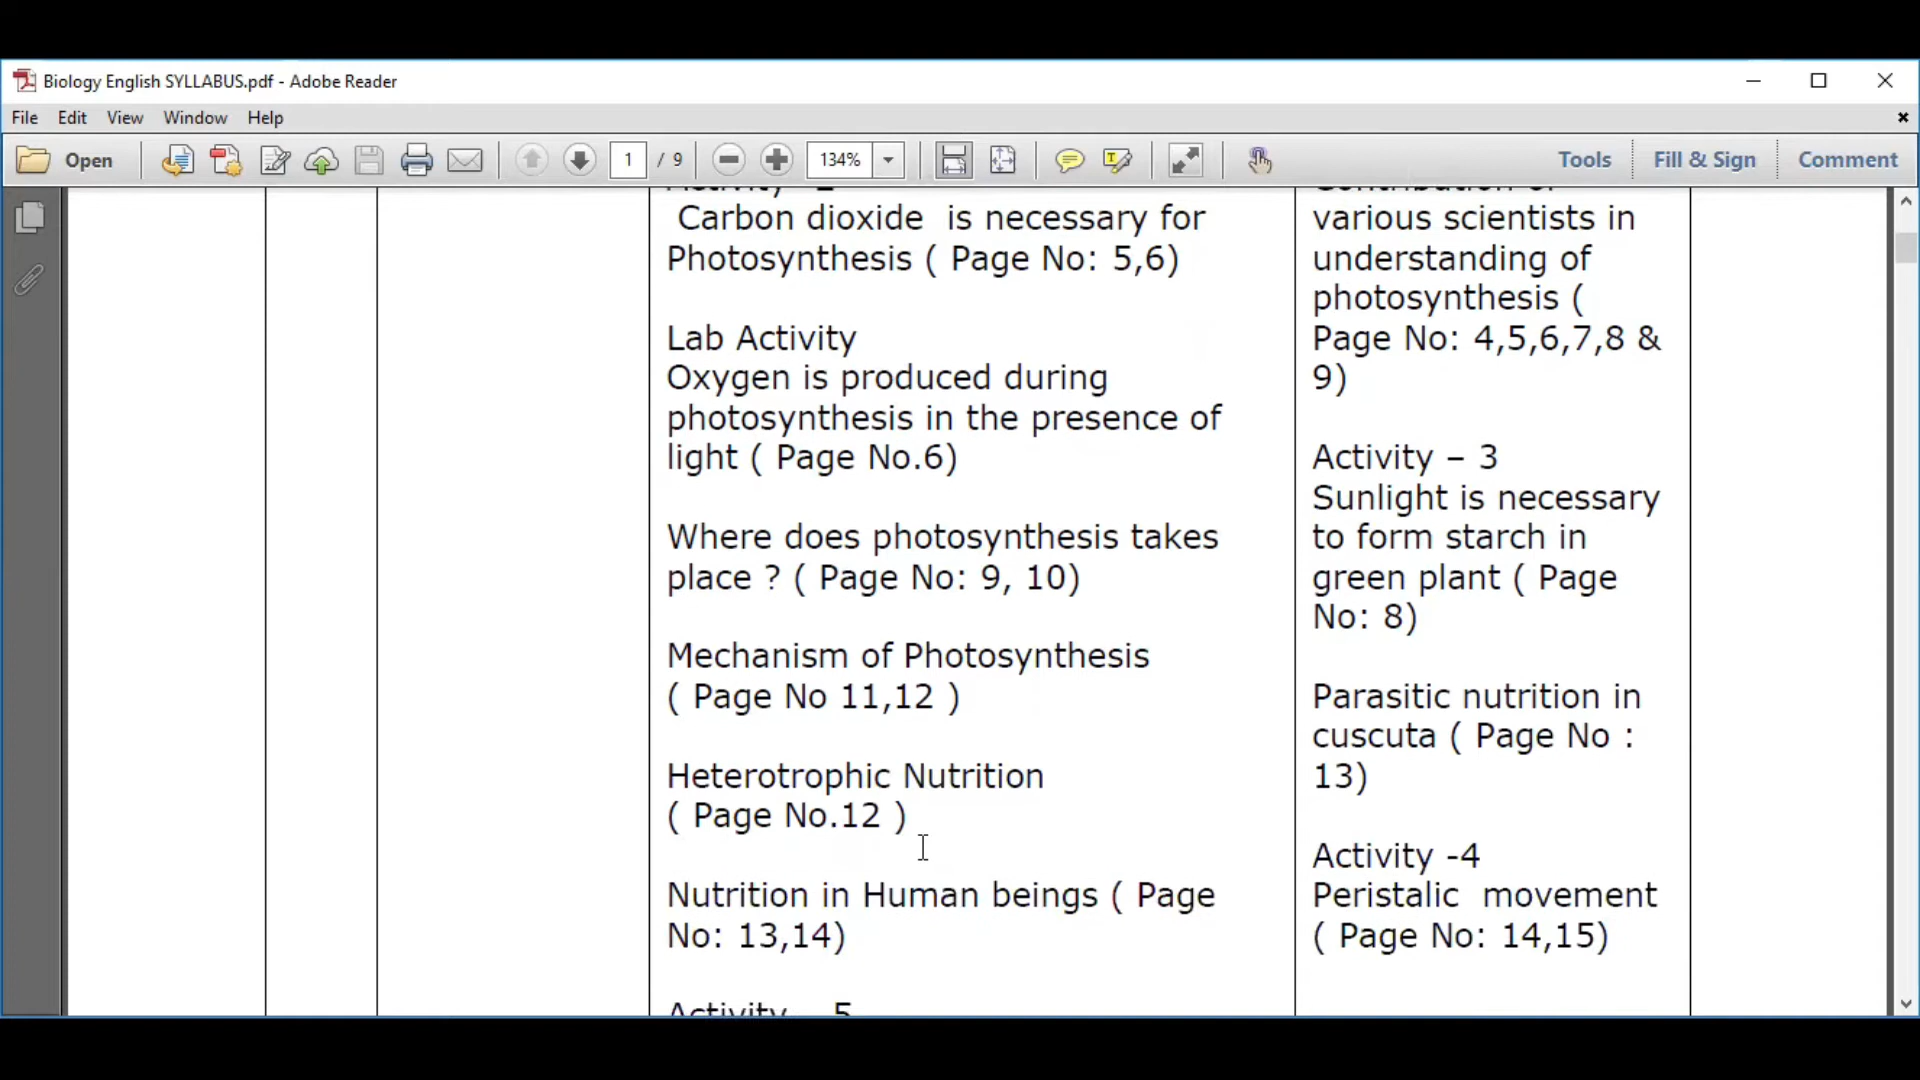 Biology English SYLLABUS.pdf - Adobe Reader
File Edit View Window Help
Open 1 / 9 134% Tools Fill & Sign Comment
Carbon dioxide is necessary for
Photosynthesis ( Page No: 5,6)
Lab Activity
Oxygen is produced during
photosynthesis in the presence of
light ( Page No.6)
Where does photosynthesis takes
place ? ( Page No: 9, 10)
Mechanism of Photosynthesis
( Page No 11,12 )
Heterotrophic Nutrition
( Page No.12 )
Nutrition in Human beings ( Page
No: 13,14)
Activity - 5
Contribution of
various scientists in
understanding of
photosynthesis (
Page No: 4,5,6,7,8 &
9)
Activity – 3
Sunlight is necessary
to form starch in
green plant ( Page
No: 8)
Parasitic nutrition in
cuscuta ( Page No :
13)
Activity -4
Peristalic movement
( Page No: 14,15)